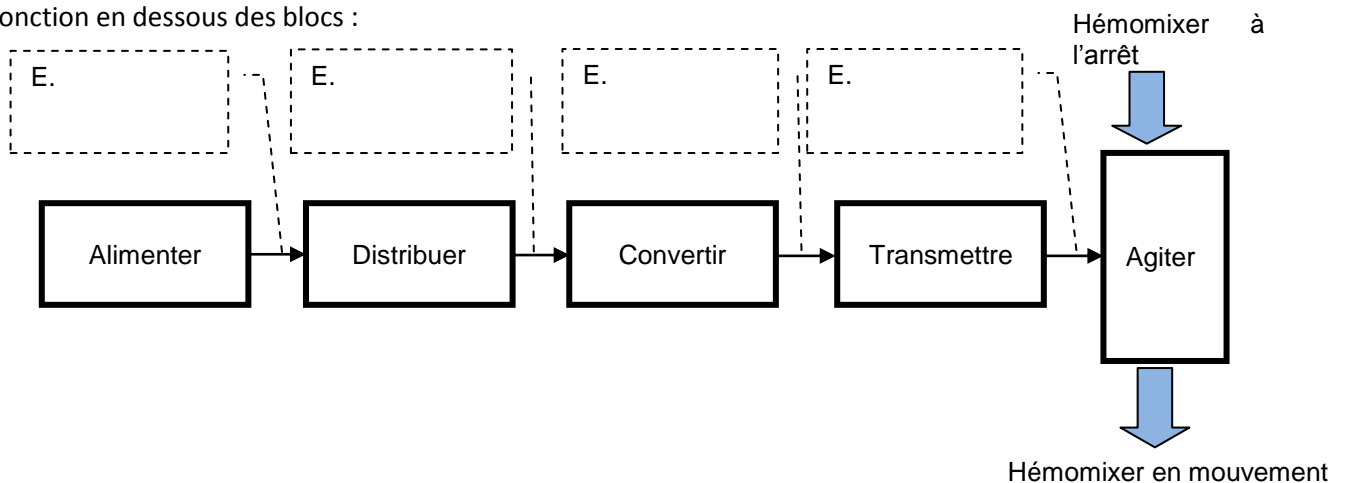 onction en dessous des blocs :
Hémomixer à
l'arrêt
E.
E.
E.
E.
Alimenter
Distribuer
Convertir
Transmettre
Agiter
Hémomixer en mouvement